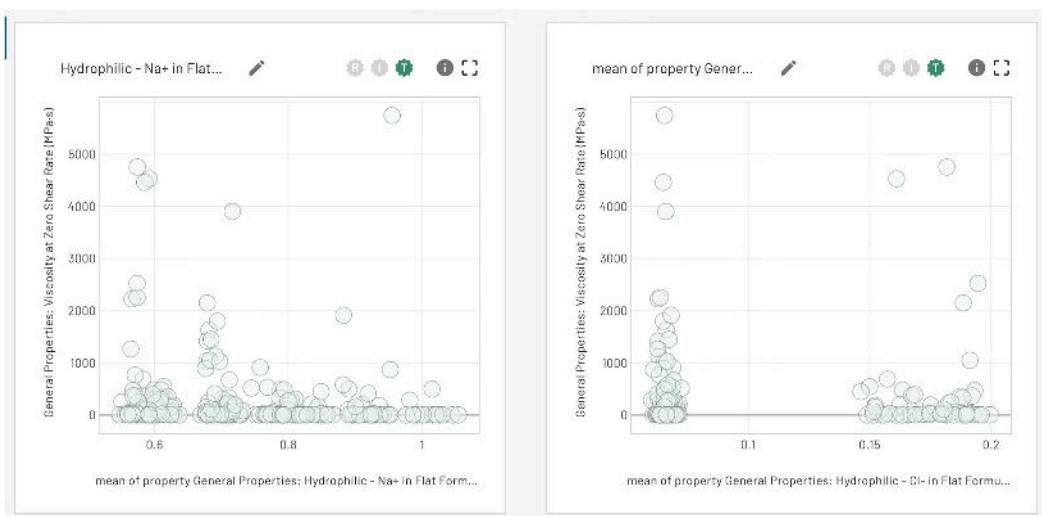 Hydrophilic - Na+ in Flat...
R I T i
General Properties: Viscosity at Zero Shear Rate (MPa·s)
5000
4000
3000
2000
1000
0
0.6 0.8 1
mean of property General Properties: Hydrophilic - Na+ in Flat Form...
mean of property Gener...
R I T i
General Properties: Viscosity at Zero Shear Rate (MPa·s)
5000
4000
3000
2000
1000
0
0.1 0.15 0.2
mean of property General Properties: Hydrophilic - Cl- in Flat Formu...